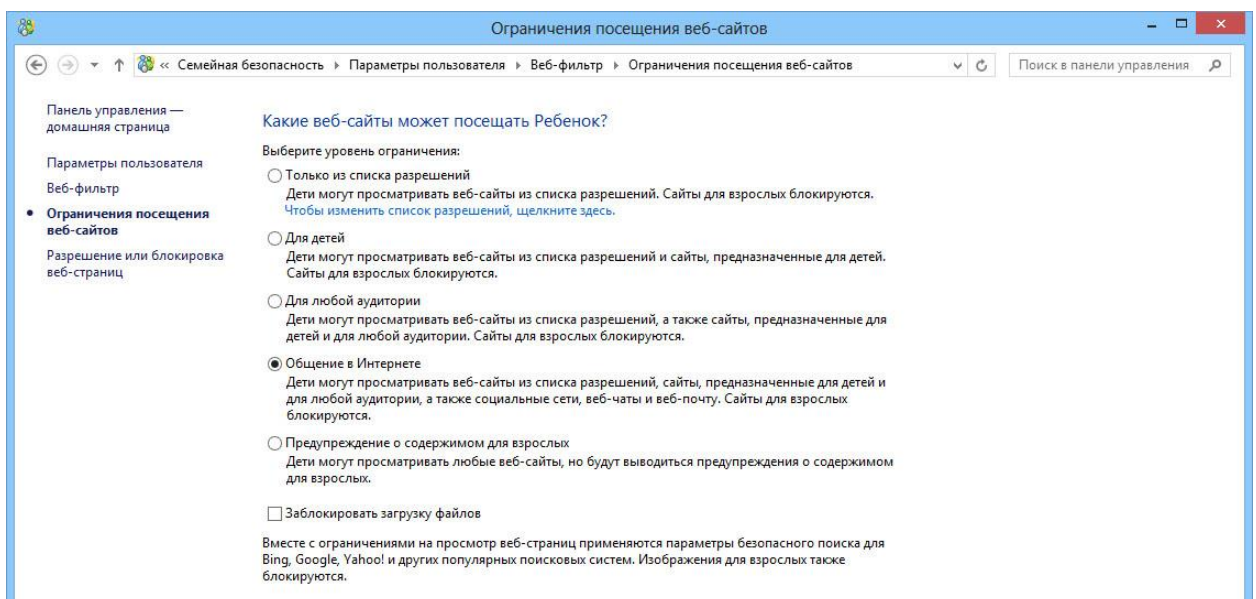 Ограничения посещения веб-сайтов
« Семейная безопасность ▸ Параметры пользователя ▸ Веб-фильтр ▸ Ограничения посещения веб-сайтов
Поиск в панели управления
Панель управления —
домашняя страница
Параметры пользователя
Веб-фильтр
• Ограничения посещения
веб-сайтов
Разрешение или блокировка
веб-страниц
Какие веб-сайты может посещать Ребенок?
Выберите уровень ограничения:
Только из списка разрешений
Дети могут просматривать веб-сайты из списка разрешений. Сайты для взрослых блокируются.
Чтобы изменить список разрешений, щелкните здесь.
Для детей
Дети могут просматривать веб-сайты из списка разрешений и сайты, предназначенные для детей.
Сайты для взрослых блокируются.
Для любой аудитории
Дети могут просматривать веб-сайты из списка разрешений, а также сайты, предназначенные для
детей и для любой аудитории. Сайты для взрослых блокируются.
Общение в Интернете
Дети могут просматривать веб-сайты из списка разрешений, сайты, предназначенные для детей и
для любой аудитории, а также социальные сети, веб-чаты и веб-почту. Сайты для взрослых
блокируются.
Предупреждение о содержимом для взрослых
Дети могут просматривать любые веб-сайты, но будут выводиться предупреждения о содержимом
для взрослых.
Заблокировать загрузку файлов
Вместе с ограничениями на просмотр веб-страниц применяются параметры безопасного поиска для
Bing, Google, Yahoo! и других популярных поисковых систем. Изображения для взрослых также
блокируются.